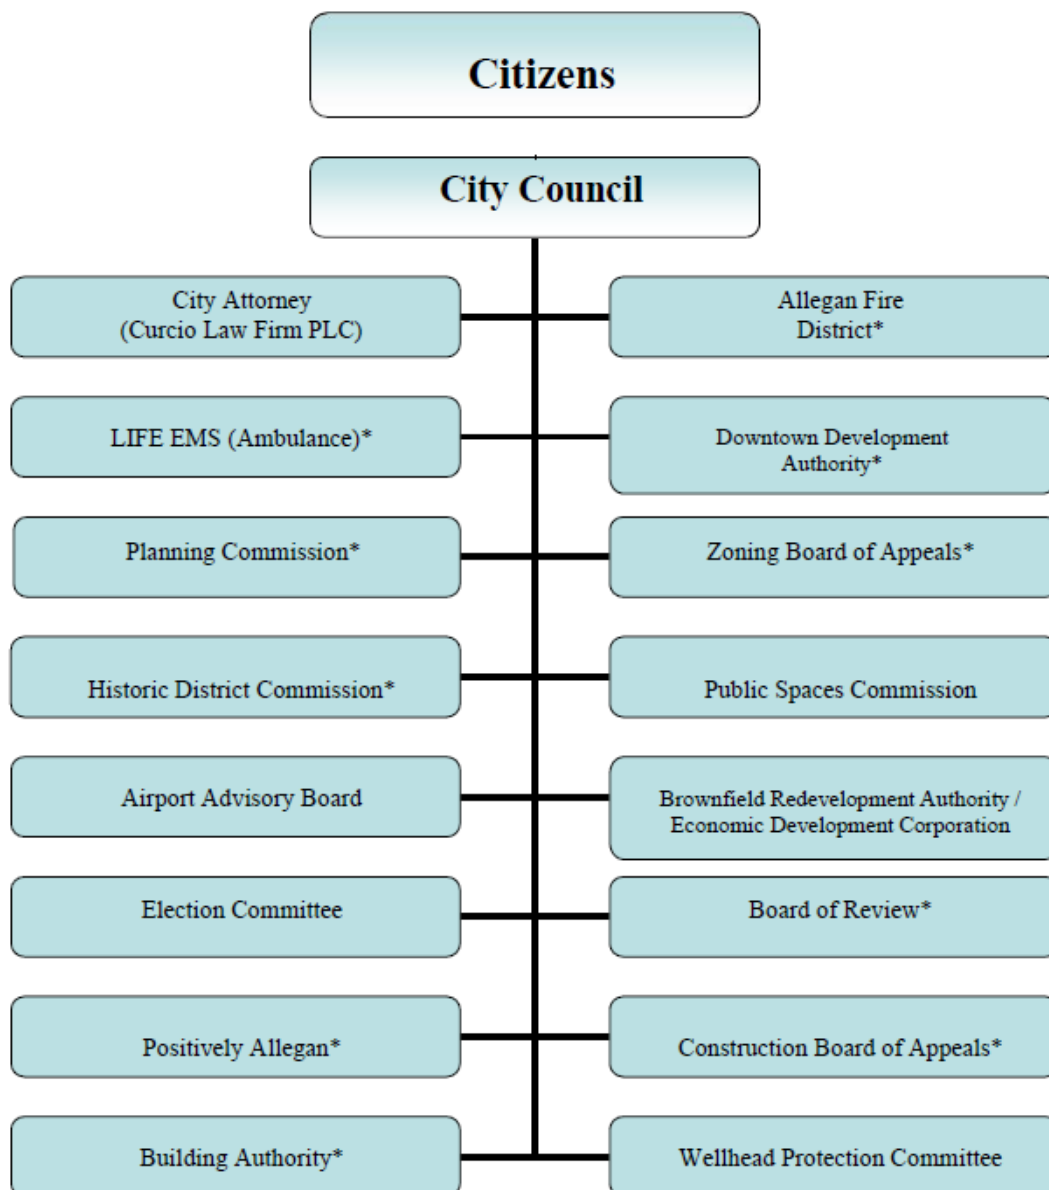 Citizens
City Council
City Attorney
(Curcio Law Firm PLC)
Allegan Fire
District*
LIFE EMS (Ambulance)*
Downtown Development
Authority*
Planning Commission*
Zoning Board of Appeals*
Historic District Commission*
Public Spaces Commission
Airport Advisory Board
Brownfield Redevelopment Authority /
Economic Development Corporation
Election Committee
Board of Review*
Positively Allegan*
Construction Board of Appeals*
Building Authority*
Wellhead Protection Committee